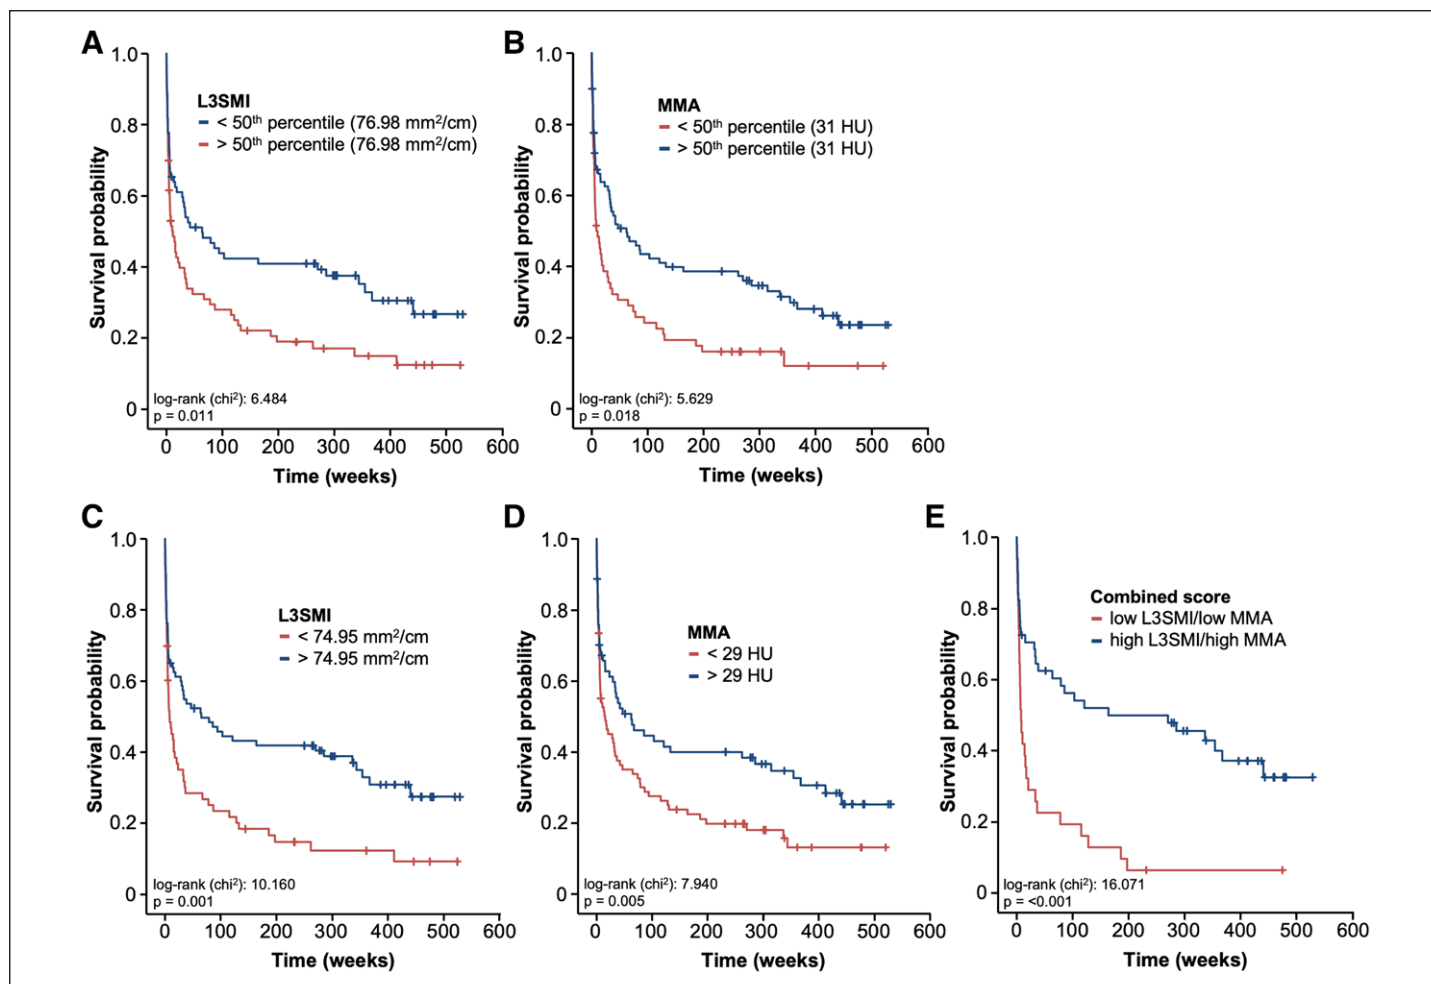 A
1.0
0.8
0.6
0.4
0.2
0
Survival probability
L3SMI
< 50th percentile (76.98 mm²/cm)
> 50th percentile (76.98 mm²/cm)
log-rank (chi²): 6.484
p = 0.011
0 100 200 300 400 500 600
Time (weeks)
B
1.0
0.8
0.6
0.4
0.2
0
Survival probability
MMA
< 50th percentile (31 HU)
> 50th percentile (31 HU)
log-rank (chi²): 5.629
p = 0.018
0 100 200 300 400 500 600
Time (weeks)
C
1.0
0.8
0.6
0.4
0.2
0
Survival probability
L3SMI
< 74.95 mm²/cm
> 74.95 mm²/cm
log-rank (chi²): 10.160
p = 0.001
0 100 200 300 400 500 600
Time (weeks)
D
1.0
0.8
0.6
0.4
0.2
0
Survival probability
MMA
< 29 HU
> 29 HU
log-rank (chi²): 7.940
p = 0.005
0 100 200 300 400 500 600
Time (weeks)
E
1.0
0.8
0.6
0.4
0.2
0
Survival probability
Combined score
low L3SMI/low MMA
high L3SMI/high MMA
log-rank (chi²): 16.071
p = <0.001
0 100 200 300 400 500 600
Time (weeks)